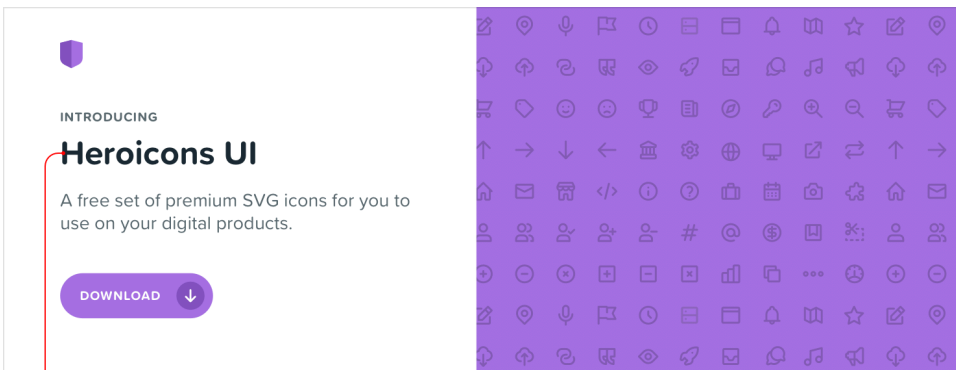 INTRODUCING
Heroicons UI
A free set of premium SVG icons for you to
use on your digital products.
DOWNLOAD